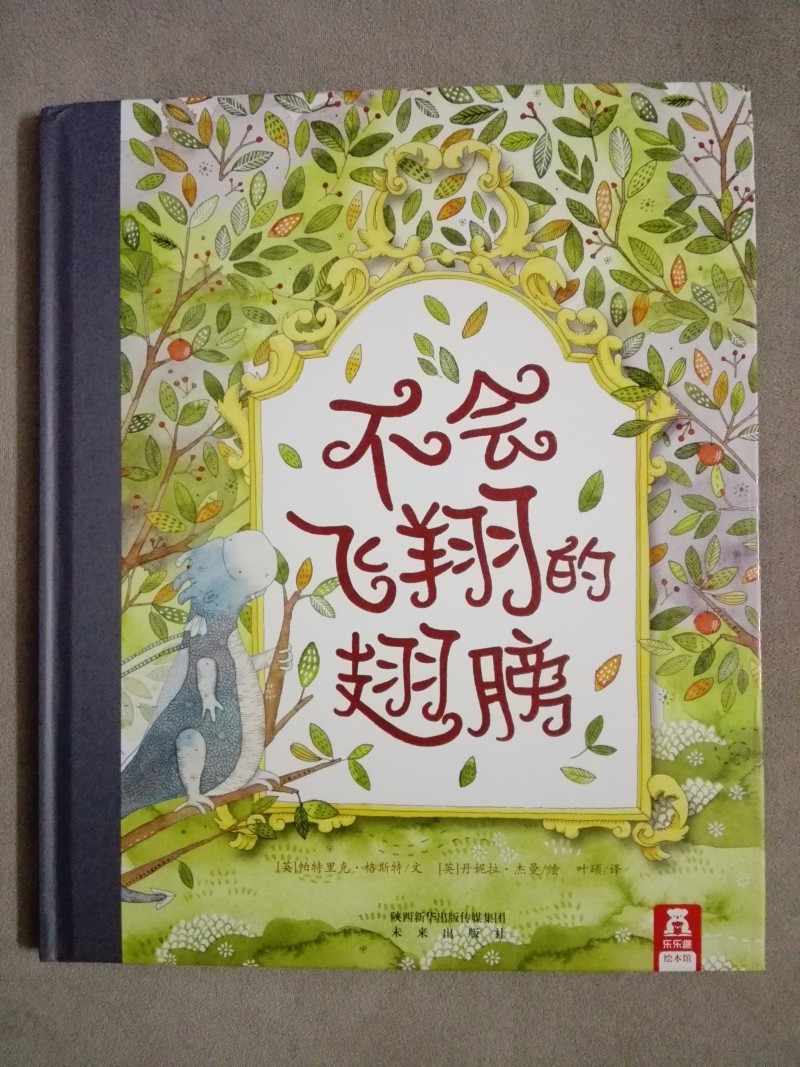 不会
飞翔的
翅膀
[英]帕特里克·格斯特/文 [英]丹妮拉·杰曼/绘 叶硕/译
陕西新华出版传媒集团
未来出版社
乐乐趣
绘本馆